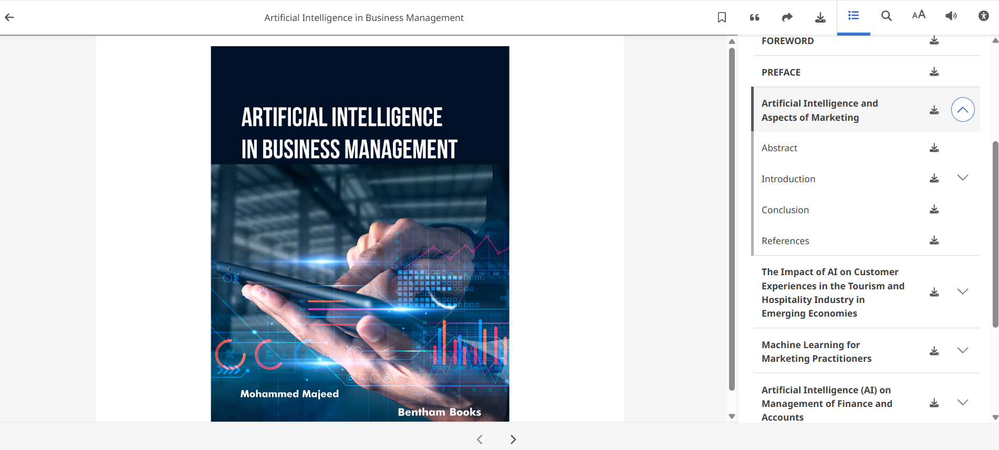 Artificial Intelligence in Business Management
ARTIFICIAL INTELLIGENCE
IN BUSINESS MANAGEMENT
Mohammed Majeed
Bentham Books
FOREWORD
PREFACE
Artificial Intelligence and
Aspects of Marketing
Abstract
Introduction
Conclusion
References
The Impact of AI on Customer
Experiences in the Tourism and
Hospitality Industry in
Emerging Economies
Machine Learning for
Marketing Practitioners
Artificial Intelligence (AI) on
Management of Finance and
Accounts